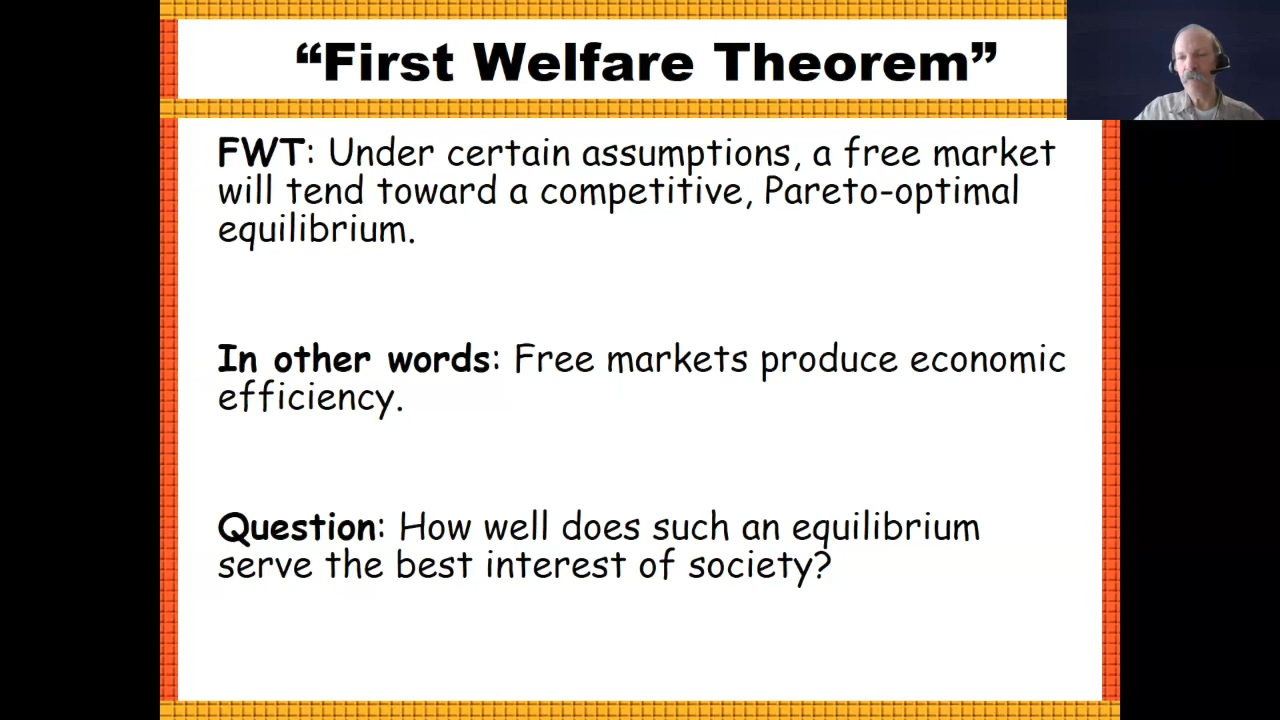 “First Welfare Theorem”
FWT: Under certain assumptions, a free market
will tend toward a competitive, Pareto-optimal
equilibrium.
In other words: Free markets produce economic
efficiency.
Question: How well does such an equilibrium
serve the best interest of society?